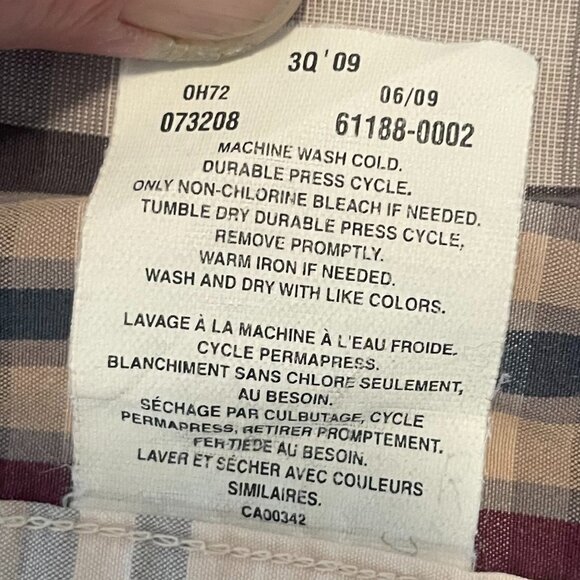 3Q '09
OH72 06/09
073208 61188-0002
MACHINE WASH COLD.
DURABLE PRESS CYCLE.
ONLY NON-CHLORINE BLEACH IF NEEDED.
TUMBLE DRY DURABLE PRESS CYCLE,
REMOVE PROMPTLY.
WARM IRON IF NEEDED.
WASH AND DRY WITH LIKE COLORS.
LAVAGE À LA MACHINE À L'EAU FROIDE.
CYCLE PERMAPRESS.
BLANCHIMENT SANS CHLORE SEULEMENT,
AU BESOIN.
SÉCHAGE PAR CULBUTAGE, CYCLE
PERMAPRESS, RETIRER PROMPTEMENT.
FER TIÈDE AU BESOIN.
LAVER ET SÉCHER AVEC COULEURS
SIMILAIRES.
CA00342